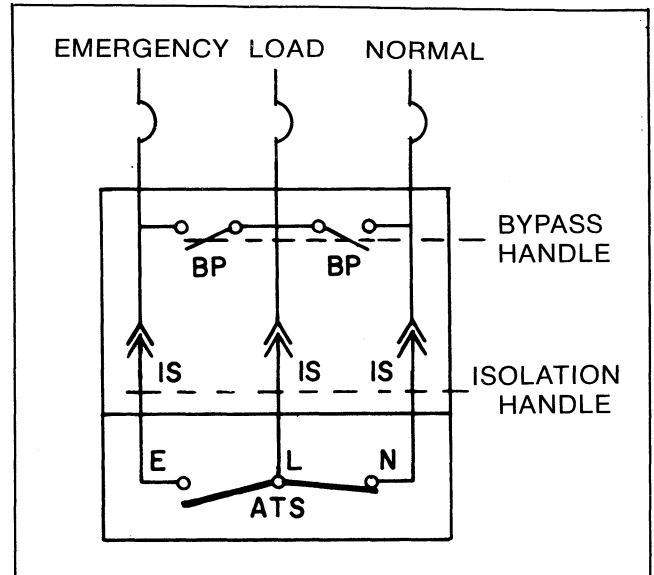 EMERGENCY LOAD NORMAL
BYPASS
HANDLE
BP BP
IS IS IS
ISOLATION
HANDLE
E L N
ATS